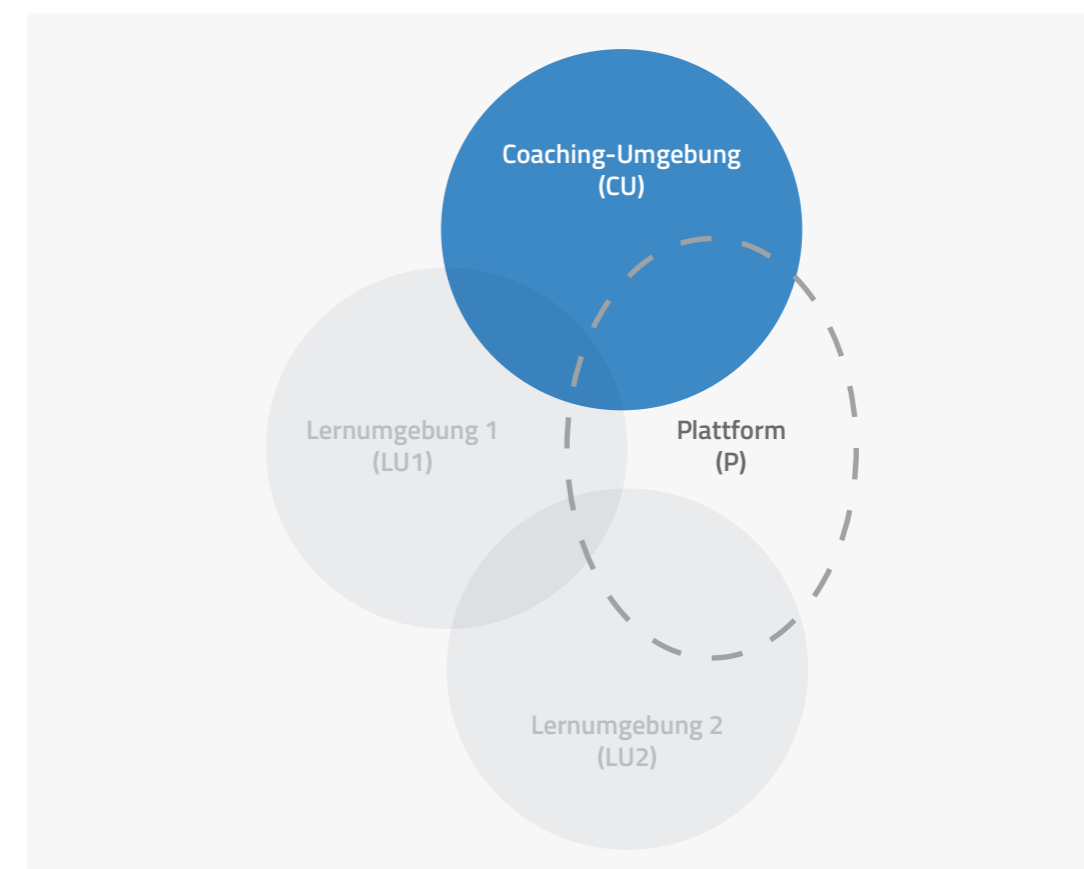 Coaching-Umgebung
(CU)
Lernumgebung 1
(LU1)
Plattform
(P)
Lernumgebung 2
(LU2)